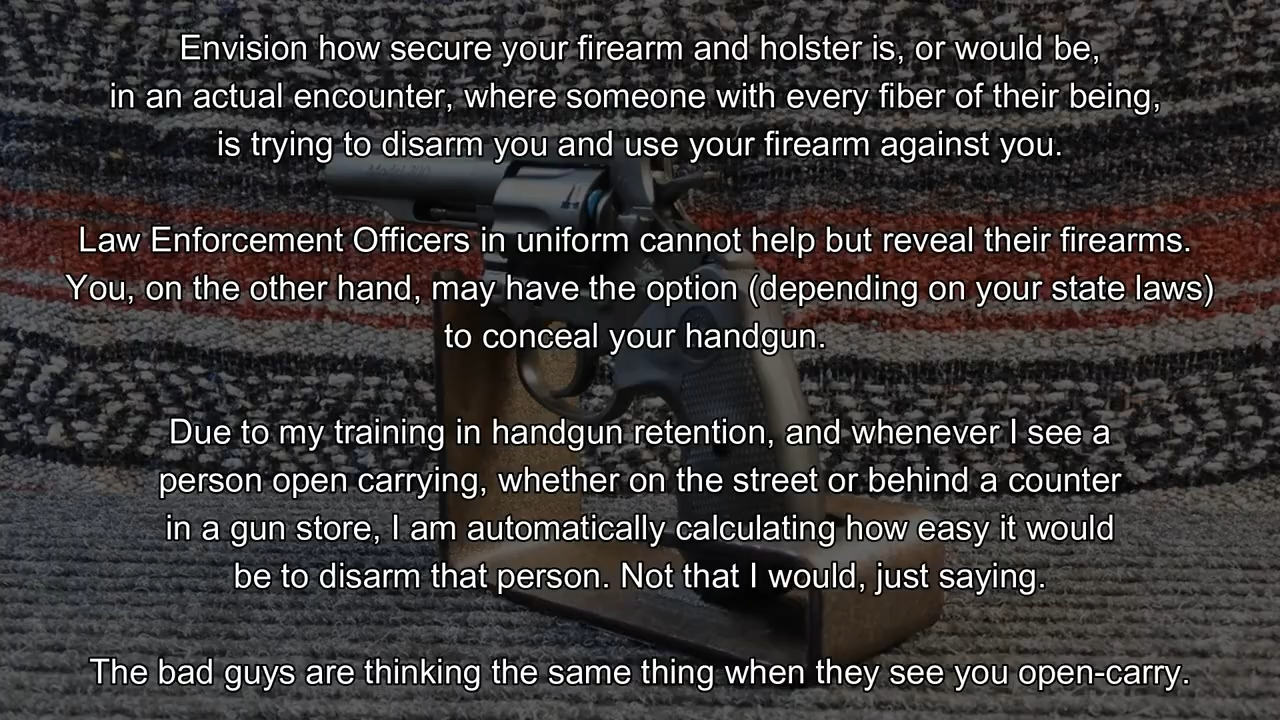 Envision how secure your firearm and holster is, or would be,
in an actual encounter, where someone with every fiber of their being,
is trying to disarm you and use your firearm against you.
Law Enforcement Officers in uniform cannot help but reveal their firearms.
You, on the other hand, may have the option (depending on your state laws)
to conceal your handgun.
Due to my training in handgun retention, and whenever I see a
person open carrying, whether on the street or behind a counter
in a gun store, I am automatically calculating how easy it would
be to disarm that person. Not that I would, just saying.
The bad guys are thinking the same thing when they see you open-carry.